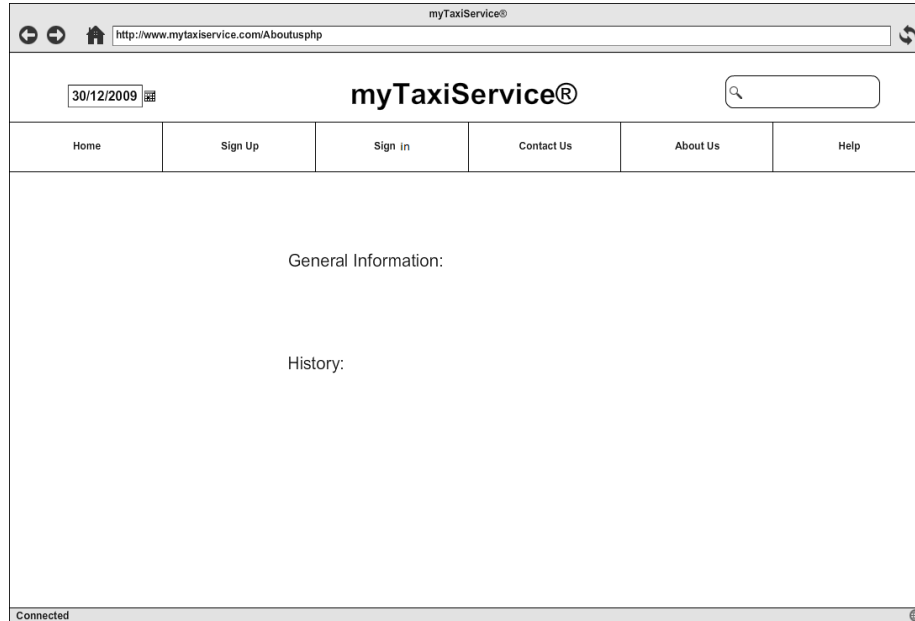 myTaxiService®
http://www.mytaxiservice.com/Aboutusphp
30/12/2009
myTaxiService®
Home Sign Up Sign in Contact Us About Us Help
General Information:
History:
Connected